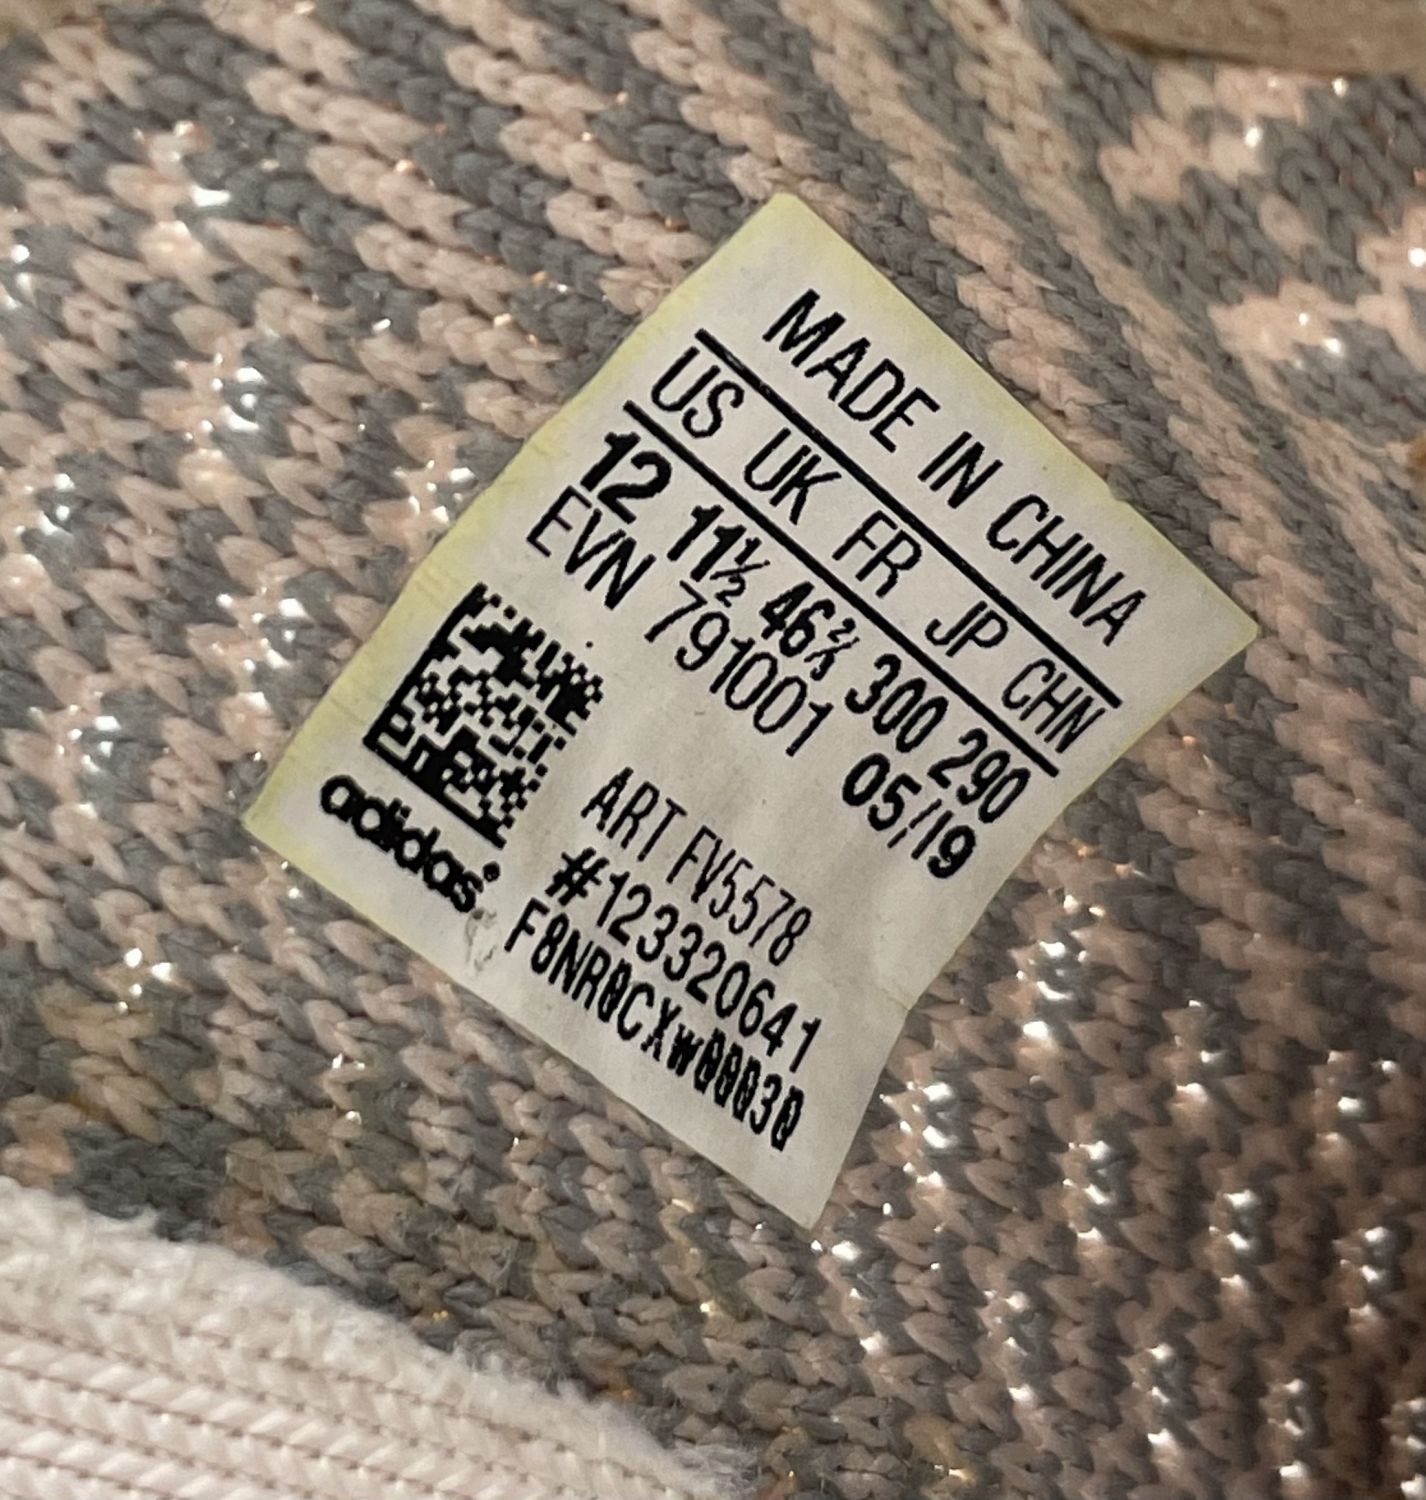 MADE IN CHINA
US UK FR JP CHN
12 11½ 46⅔ 300 290
EVN 791001 05/19
ART FV5578
#123320641
F8NR0CXw00030
adidas